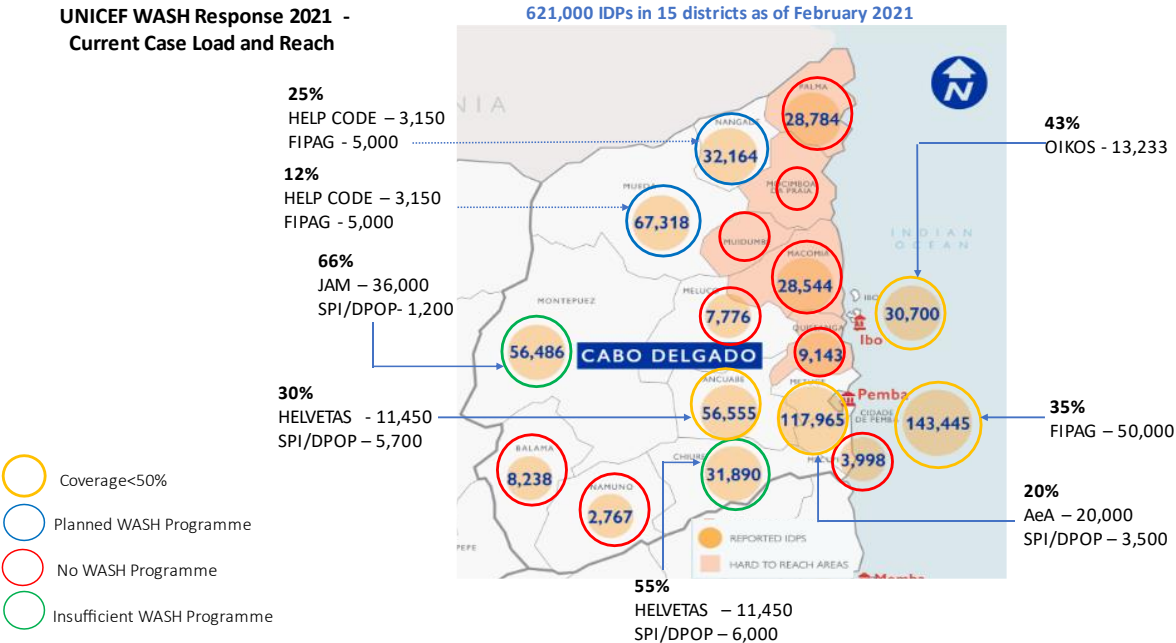 UNICEF WASH Response 2021 -
Current Case Load and Reach
621,000 IDPs in 15 districts as of February 2021
25%
HELP CODE – 3,150
FIPAG - 5,000
12%
HELP CODE – 3,150
FIPAG - 5,000
66%
JAM – 36,000
SPI/DPOP- 1,200
30%
HELVETAS - 11,450
SPI/DPOP – 5,700
Coverage<50%
Planned WASH Programme
No WASH Programme
Insufficient WASH Programme
NIA
PALMA
28,784
NANGADE
32,164
MOCIMBOA
DA PRAIA
MUEDA
67,318
MUIDUMBE
MACOMIA
28,544
INDIAN
OCEAN
MELUCO
7,776
MONTEPUEZ
56,486
CABO DELGADO
QUISSANGA
9,143
IBO
Ibo
30,700
ANCUABE
56,555
METUGE
117,965
Pemba
CIDADE
DE PEMBA
143,445
BALAMA
8,238
NAMUNO
2,767
CHIURE
31,890
3,998
EPE
REPORTED IDPS
HARD TO REACH AREAS
N
43%
OIKOS - 13,233
35%
FIPAG – 50,000
20%
AeA – 20,000
SPI/DPOP – 3,500
55%
HELVETAS – 11,450
SPI/DPOP – 6,000